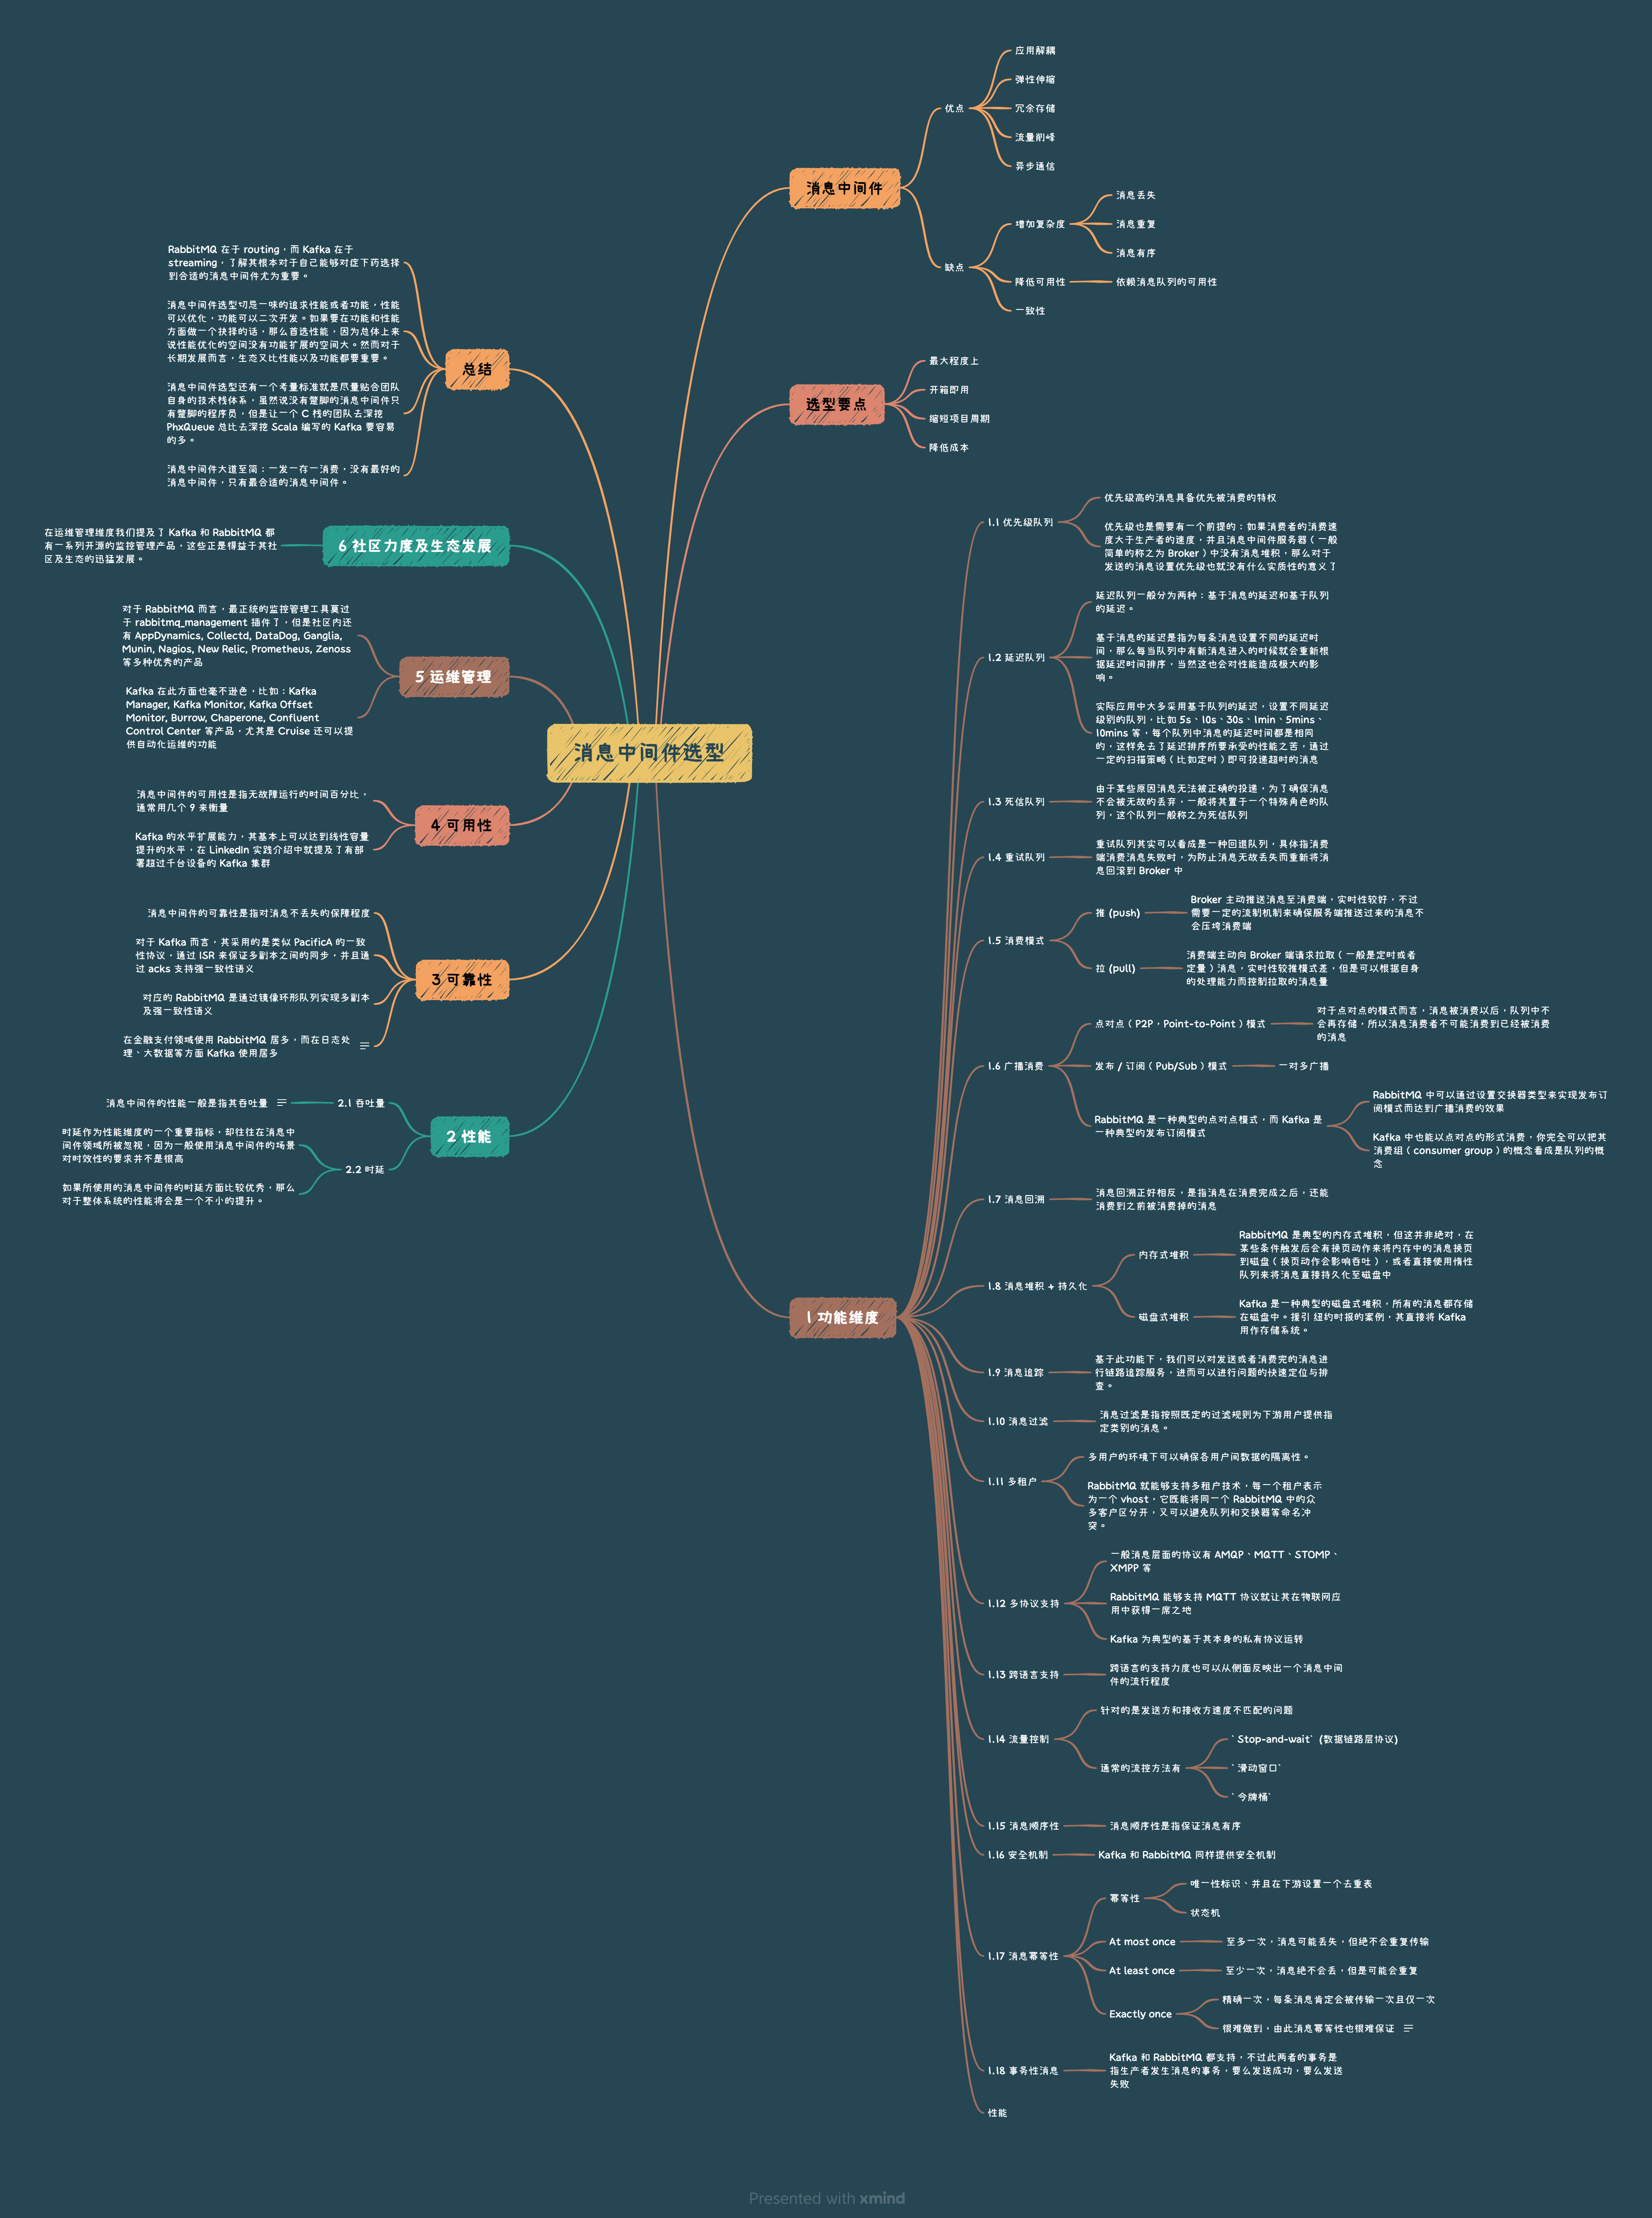 消息中间件选型
消息中间件
优点
应用解耦
弹性伸缩
冗余存储
流量削峰
异步通信
缺点
增加复杂度
消息丢失
消息重复
消息有序
降低可用性
依赖消息队列的可用性
一致性
选型要点
最大程度上
开箱即用
缩短项目周期
降低成本
1 功能维度
1.1 优先级队列
优先级高的消息具备优先被消费的特权
优先级也是需要有一个前提的：如果消费者的消费速
度大于生产者的速度，并且消息中间件服务器（一般
简单的称之为 Broker）中没有消息堆积，那么对于
发送的消息设置优先级也就没有什么实质性的意义了
1.2 延迟队列
延迟队列一般分为两种：基于消息的延迟和基于队列
的延迟。
基于消息的延迟是指为每条消息设置不同的延迟时
间，那么每当队列中有新消息进入的时候就会重新根
据延迟时间排序，当然这也会对性能造成极大的影
响。
实际应用中大多采用基于队列的延迟，设置不同延迟
级别的队列，比如 5s、10s、30s、1min、5mins、
10mins 等，每个队列中消息的延迟时间都是相同
的，这样免去了延迟排序所要承受的性能之苦，通过
一定的扫描策略（比如定时）即可投递超时的消息
1.3 死信队列
由于某些原因消息无法被正确的投递，为了确保消息
不会被无故的丢弃，一般将其置于一个特殊角色的队
列，这个队列一般称之为死信队列
1.4 重试队列
重试队列其实可以看成是一种回退队列，具体指消费
端消费消息失败时，为防止消息无故丢失而重新将消
息回滚到 Broker 中
1.5 消费模式
推 (push)
Broker 主动推送消息至消费端，实时性较好，不过
需要一定的流制机制来确保服务端推送过来的消息不
会压垮消费端
拉 (pull)
消费端主动向 Broker 端请求拉取（一般是定时或者
定量）消息，实时性较推模式差，但是可以根据自身
的处理能力而控制拉取的消息量
1.6 广播消费
点对点（P2P，Point-to-Point）模式
对于点对点的模式而言，消息被消费以后，队列中不
会再存储，所以消息消费者不可能消费到已经被消费
的消息
发布 / 订阅（Pub/Sub）模式
一对多广播
RabbitMQ 是一种典型的点对点模式，而 Kafka 是
一种典型的发布订阅模式
RabbitMQ 中可以通过设置交换器类型来实现发布订
阅模式而达到广播消费的效果
Kafka 中也能以点对点的形式消费，你完全可以把其
消费组（consumer group）的概念看成是队列的概
念
1.7 消息回溯
消息回溯正好相反，是指消息在消费完成之后，还能
消费到之前被消费掉的消息
1.8 消息堆积 + 持久化
内存式堆积
RabbitMQ 是典型的内存式堆积，但这并非绝对，在
某些条件触发后会有换页动作来将内存中的消息换页
到磁盘（换页动作会影响吞吐），或者直接使用惰性
队列来将消息直接持久化至磁盘中
磁盘式堆积
Kafka 是一种典型的磁盘式堆积，所有的消息都存储
在磁盘中。援引 纽约时报的案例，其直接将 Kafka
用作存储系统。
1.9 消息追踪
基于此功能下，我们可以对发送或者消费完的消息进
行链路追踪服务，进而可以进行问题的快速定位与排
查。
1.10 消息过滤
消息过滤是指按照既定的过滤规则为下游用户提供指
定类别的消息。
1.11 多租户
多用户的环境下可以确保各用户间数据的隔离性。
RabbitMQ 就能够支持多租户技术，每一个租户表示
为一个 vhost，它既能将同一个 RabbitMQ 中的众
多客户区分开，又可以避免队列和交换器等命名冲
突。
1.12 多协议支持
一般消息层面的协议有 AMQP、MQTT、STOMP、
XMPP 等
RabbitMQ 能够支持 MQTT 协议就让其在物联网应
用中获得一席之地
Kafka 为典型的基于其本身的私有协议运转
1.13 跨语言支持
跨语言的支持力度也可以从侧面反映出一个消息中间
件的流行程度
1.14 流量控制
针对的是发送方和接收方速度不匹配的问题
通常的流控方法有
`Stop-and-wait` (数据链路层协议)
`滑动窗口`
`令牌桶`
1.15 消息顺序性
消息顺序性是指保证消息有序
1.16 安全机制
Kafka 和 RabbitMQ 同样提供安全机制
1.17 消息幂等性
幂等性
唯一性标识、并且在下游设置一个去重表
状态机
At most once
至多一次，消息可能丢失，但绝不会重复传输
At least once
至少一次，消息绝不会丢，但是可能会重复
Exactly once
精确一次，每条消息肯定会被传输一次且仅一次
很难做到，由此消息幂等性也很难保证
1.18 事务性消息
Kafka 和 RabbitMQ 都支持，不过此两者的事务是
指生产者发生消息的事务，要么发送成功，要么发送
失败
性能
2 性能
2.1 吞吐量
消息中间件的性能一般是指其吞吐量
2.2 时延
时延作为性能维度的一个重要指标，却往往在消息中
间件领域所被忽视，因为一般使用消息中间件的场景
对时效性的要求并不是很高
如果所使用的消息中间件的时延方面比较优秀，那么
对于整体系统的性能将会是一个不小的提升。
3 可靠性
消息中间件的可靠性是指对消息不丢失的保障程度
对于 Kafka 而言，其采用的是类似 PacificA 的一致
性协议，通过 ISR 来保证多副本之间的同步，并且通
过 acks 支持强一致性语义
对应的 RabbitMQ 是通过镜像环形队列实现多副本
及强一致性语义
在金融支付领域使用 RabbitMQ 居多，而在日志处
理、大数据等方面 Kafka 使用居多
4 可用性
消息中间件的可用性是指无故障运行的时间百分比，
通常用几个 9 来衡量
Kafka 的水平扩展能力，其基本上可以达到线性容量
提升的水平，在 LinkedIn 实践介绍中就提及了有部
署超过千台设备的 Kafka 集群
5 运维管理
对于 RabbitMQ 而言，最正统的监控管理工具莫过
于 rabbitmq_management 插件了，但是社区内还
有 AppDynamics, Collectd, DataDog, Ganglia,
Munin, Nagios, New Relic, Prometheus, Zenoss
等多种优秀的产品
Kafka 在此方面也毫不逊色，比如：Kafka
Manager, Kafka Monitor, Kafka Offset
Monitor, Burrow, Chaperone, Confluent
Control Center 等产品，尤其是 Cruise 还可以提
供自动化运维的功能
6 社区力度及生态发展
在运维管理维度我们提及了 Kafka 和 RabbitMQ 都
有一系列开源的监控管理产品，这些正是得益于其社
区及生态的迅猛发展。
总结
RabbitMQ 在于 routing，而 Kafka 在于
streaming，了解其根本对于自己能够对症下药选择
到合适的消息中间件尤为重要。
消息中间件选型切忌一味的追求性能或者功能，性能
可以优化，功能可以二次开发。如果要在功能和性能
方面做一个抉择的话，那么首选性能，因为总体上来
说性能优化的空间没有功能扩展的空间大。然而对于
长期发展而言，生态又比性能以及功能都要重要。
消息中间件选型还有一个考量标准就是尽量贴合团队
自身的技术栈体系，虽然说没有蹩脚的消息中间件只
有蹩脚的程序员，但是让一个 C 栈的团队去深挖
PhxQueue 总比去深挖 Scala 编写的 Kafka 要容易
的多。
消息中间件大道至简：一发一存一消费，没有最好的
消息中间件，只有最合适的消息中间件。
Presented with xmind